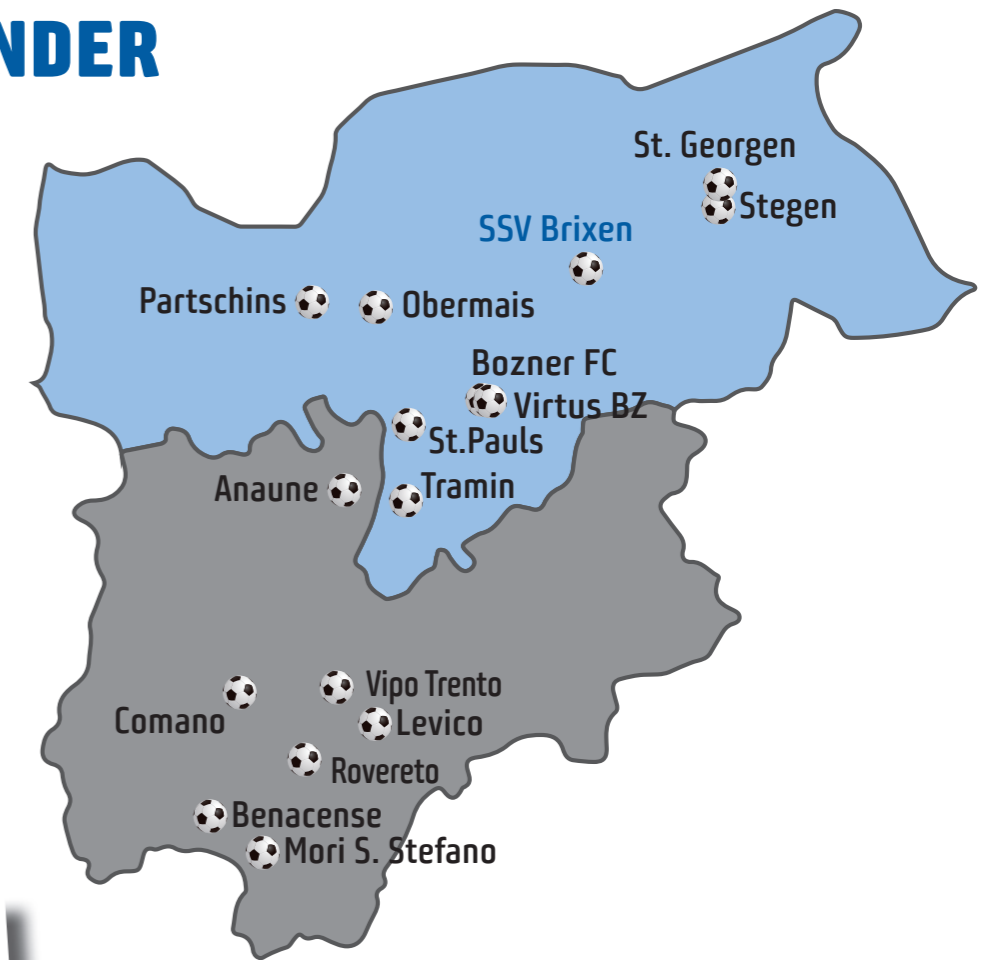 NDER
St. Georgen
Stegen
SSV Brixen
Partschins
Obermais
Bozner FC
Virtus BZ
St.Pauls
Anaune
Tramin
Vipo Trento
Comano
Levico
Rovereto
Benacense
Mori S. Stefano